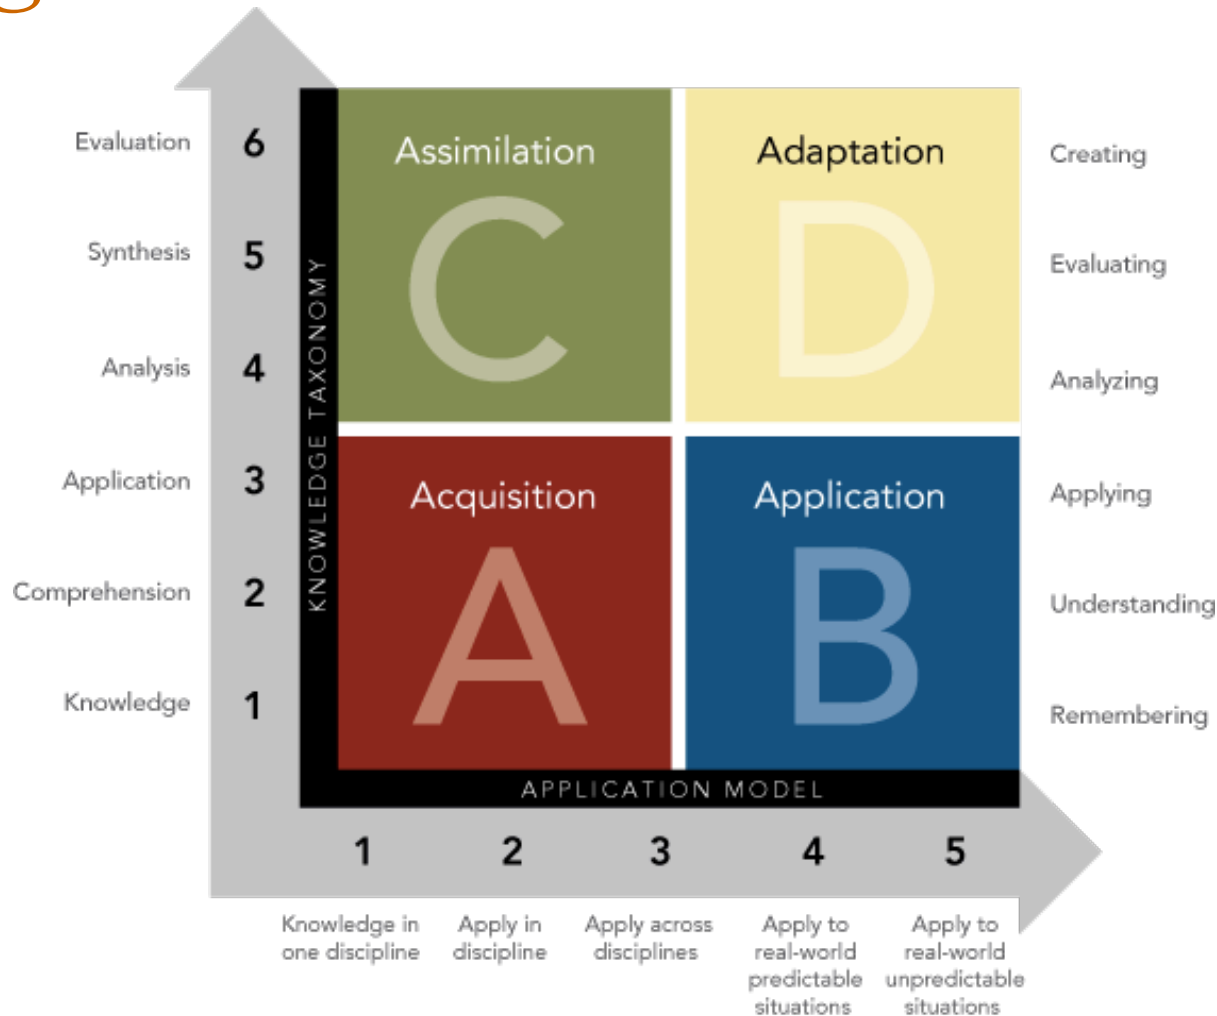 Evaluation 6 Assimilation Adaptation Creating
C D
Synthesis 5 Evaluating
Analysis 4 Analyzing
KNOWLEDGE TAXONOMY
Application 3 Acquisition Application Applying
A B
Comprehension 2 Understanding
Knowledge 1 Remembering
APPLICATION MODEL
1 2 3 4 5
Knowledge in
one discipline
Apply in
discipline
Apply across
disciplines
Apply to
real-world
predictable
situations
Apply to
real-world
unpredictable
situations